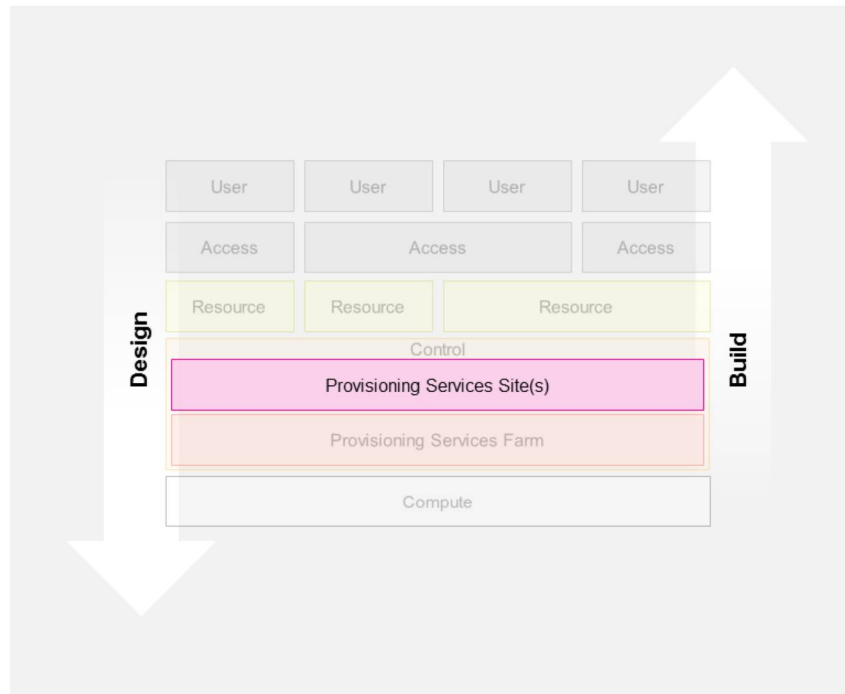 User
User
User
User
Access
Access
Access
Resource
Resource
Resource
Control
Provisioning Services Site(s)
Provisioning Services Farm
Compute
Design
Build